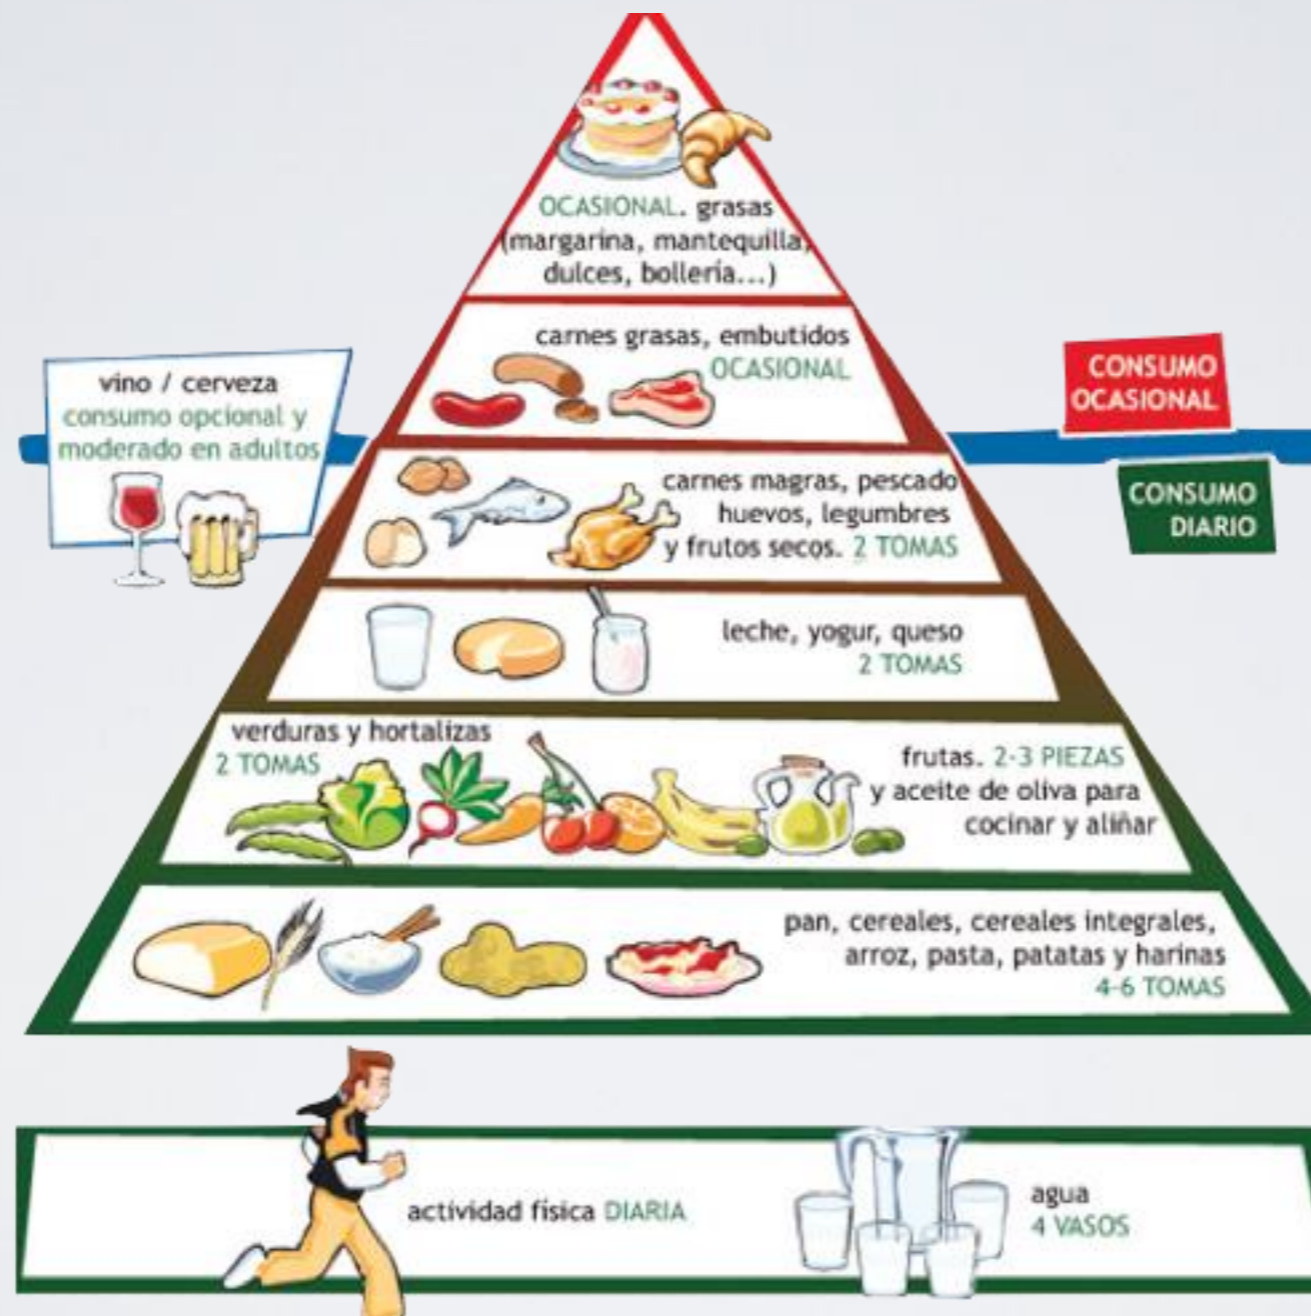 OCASIONAL. grasas
(margarina, mantequilla,
dulces, bollería...)
carnes grasas, embutidos
OCASIONAL
vino / cerveza
consumo opcional y
moderado en adultos
CONSUMO
OCASIONAL
CONSUMO
DIARIO
carnes magras, pescado
huevos, legumbres
y frutos secos. 2 TOMAS
leche, yogur, queso
2 TOMAS
verduras y hortalizas
2 TOMAS
frutas. 2-3 PIEZAS
y aceite de oliva para
cocinar y aliñar
pan, cereales, cereales integrales,
arroz, pasta, patatas y harinas
4-6 TOMAS
actividad física DIARIA
agua
4 VASOS